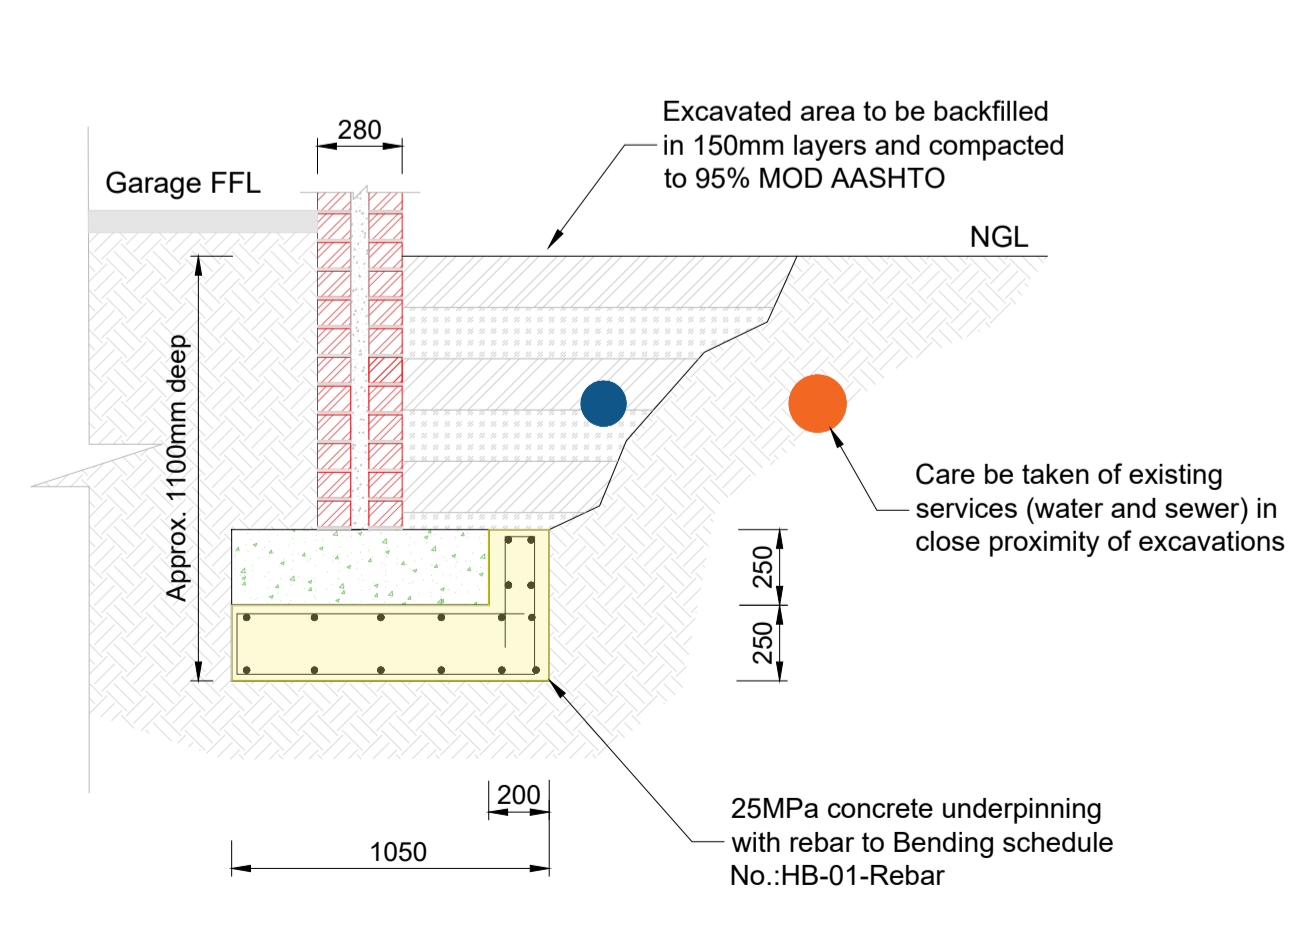 Excavated area to be backfilled
in 150mm layers and compacted
to 95% MOD AASHTO
280
Garage FFL
NGL
Approx. 1100mm deep
Care be taken of existing
services (water and sewer) in
close proximity of excavations
250
250
200
1050
25MPa concrete underpinning
with rebar to Bending schedule
No.:HB-01-Rebar